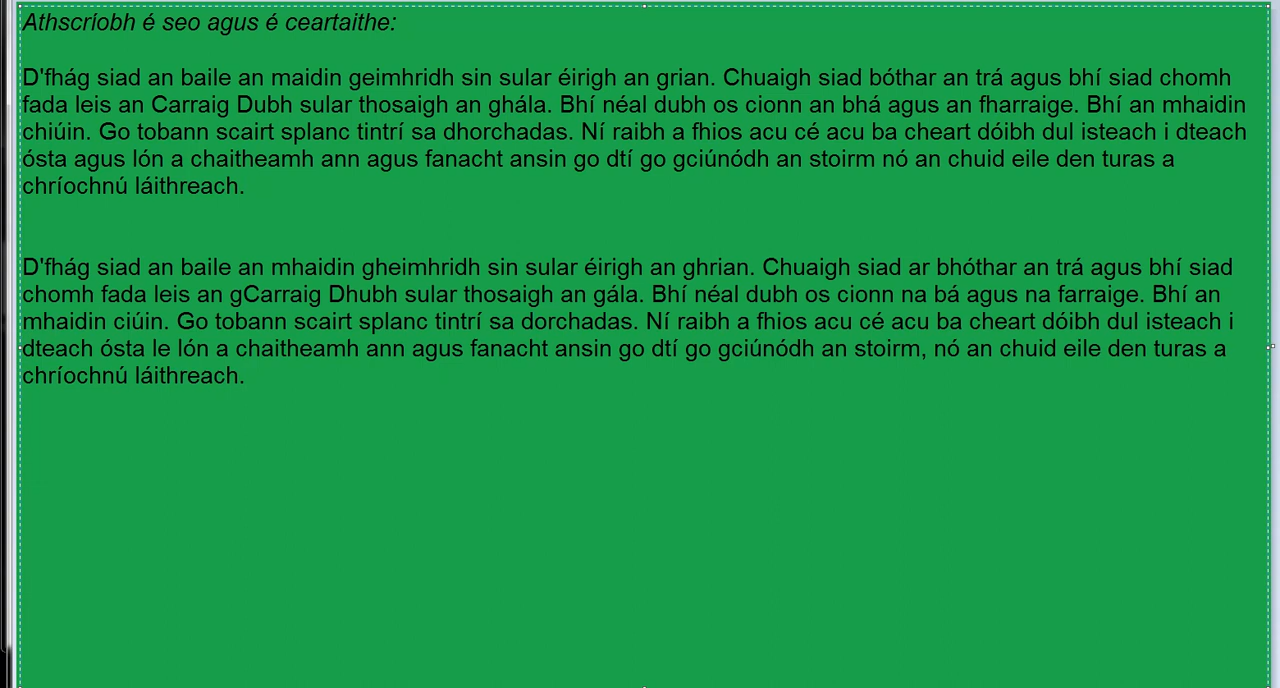 Athscríobh é seo agus é ceartaithe:
D'fhág siad an baile an maidin geimhridh sin sular éirigh an grian. Chuaigh siad bóthar an trá agus bhí siad chomh
fada leis an Carraig Dubh sular thosaigh an ghála. Bhí néal dubh os cionn an bhá agus an fharraige. Bhí an mhaidin
chiúin. Go tobann scairt splanc tintrí sa dhorchadas. Ní raibh a fhios acu cé acu ba cheart dóibh dul isteach i dteach
ósta agus lón a chaitheamh ann agus fanacht ansin go dtí go gciúnódh an stoirm nó an chuid eile den turas a
chríochnú láithreach.
D'fhág siad an baile an mhaidin gheimhridh sin sular éirigh an ghrian. Chuaigh siad ar bhóthar an trá agus bhí siad
chomh fada leis an gCarraig Dhubh sular thosaigh an gála. Bhí néal dubh os cionn na bá agus na farraige. Bhí an
mhaidin ciúin. Go tobann scairt splanc tintrí sa dorchadas. Ní raibh a fhios acu cé acu ba cheart dóibh dul isteach i
dteach ósta le lón a chaitheamh ann agus fanacht ansin go dtí go gciúnódh an stoirm, nó an chuid eile den turas a
chríochnú láithreach.